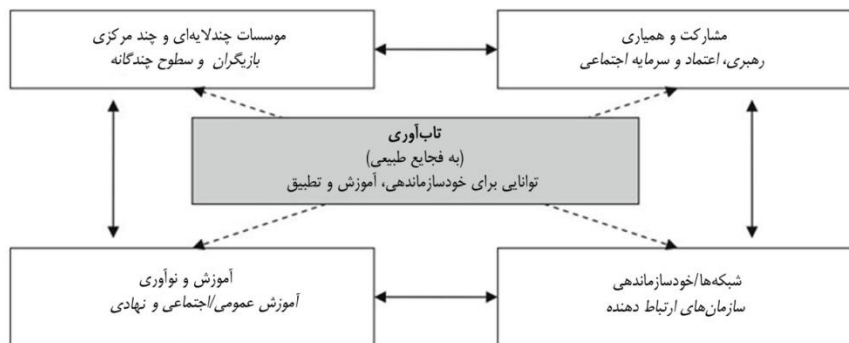 مشارکت و همیاری
رهبری، اعتماد و سرمایه اجتماعی
موسسات چندلایه‌ای و چند مرکزی
بازیگران و سطوح چندگانه
تاب‌آوری
(به فجایع طبیعی)
توانایی برای خودسازماندهی، آموزش و تطبیق
شبکه‌ها/خودسازماندهی
سازمان‌های ارتباط دهنده
آموزش و نوآوری
آموزش عمومی/اجتماعی و نهادی